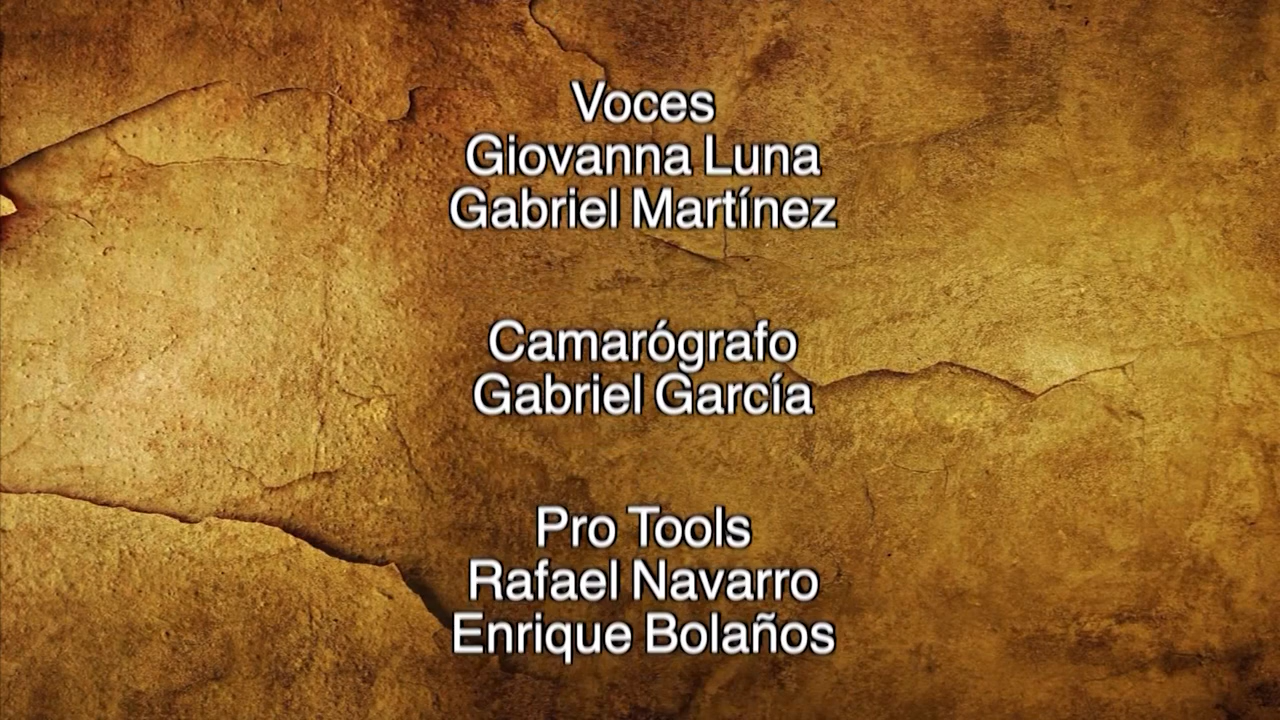 Voces
Giovanna Luna
Gabriel Martínez
Camarógrafo
Gabriel García
Pro Tools
Rafael Navarro
Enrique Bolaños